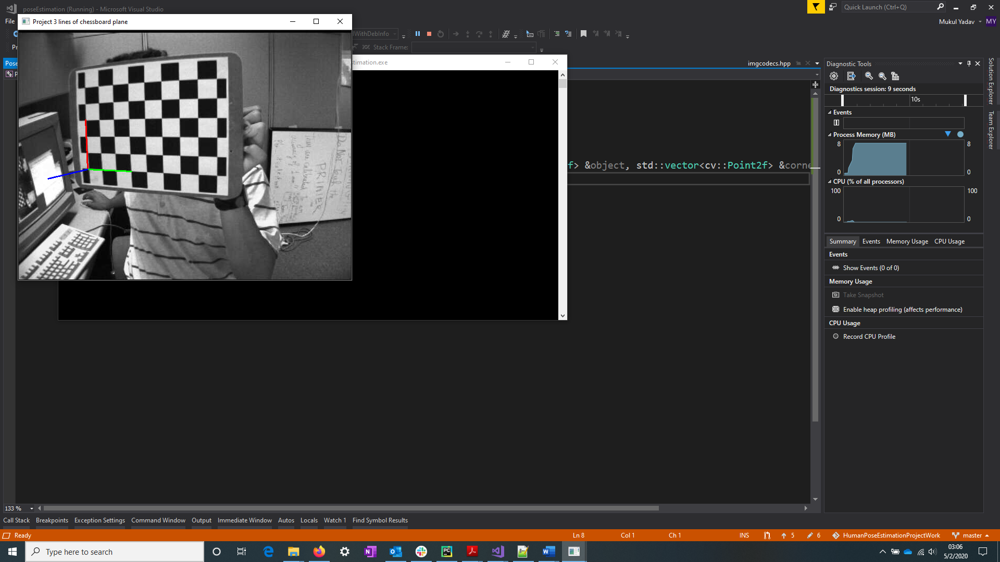 poseEstimation (Running) - Microsoft Visual Studio
Quick Launch (Ctrl+Q)
File
Project 3 lines of chessboard plane
Mukul Yadav
MY
WithDebInfo
Stack Frame:
Pr
Pose
timation.exe
imgcodecs.hpp
Diagnostic Tools
Solution Explorer
Team Explorer
Diagnostics session: 9 seconds
10s
Events
Process Memory (MB)
8
8
0
0
CPU (% of all processors)
100
100
0
0
f> &object, std::vector<cv::Point2f> &corne
Summary
Events
Memory Usage
CPU Usage
Events
Show Events (0 of 0)
Memory Usage
Take Snapshot
Enable heap profiling (affects performance)
CPU Usage
Record CPU Profile
DO NOT
PRINTER
133 %
Call Stack
Breakpoints
Exception Settings
Command Window
Output
Immediate Window
Autos
Locals
Watch 1
Find Symbol Results
Ready
Ln 8
Col 1
Ch 1
INS
5
6
HumanPoseEstimationProjectWork
master
Type here to search
03:06
5/2/2020